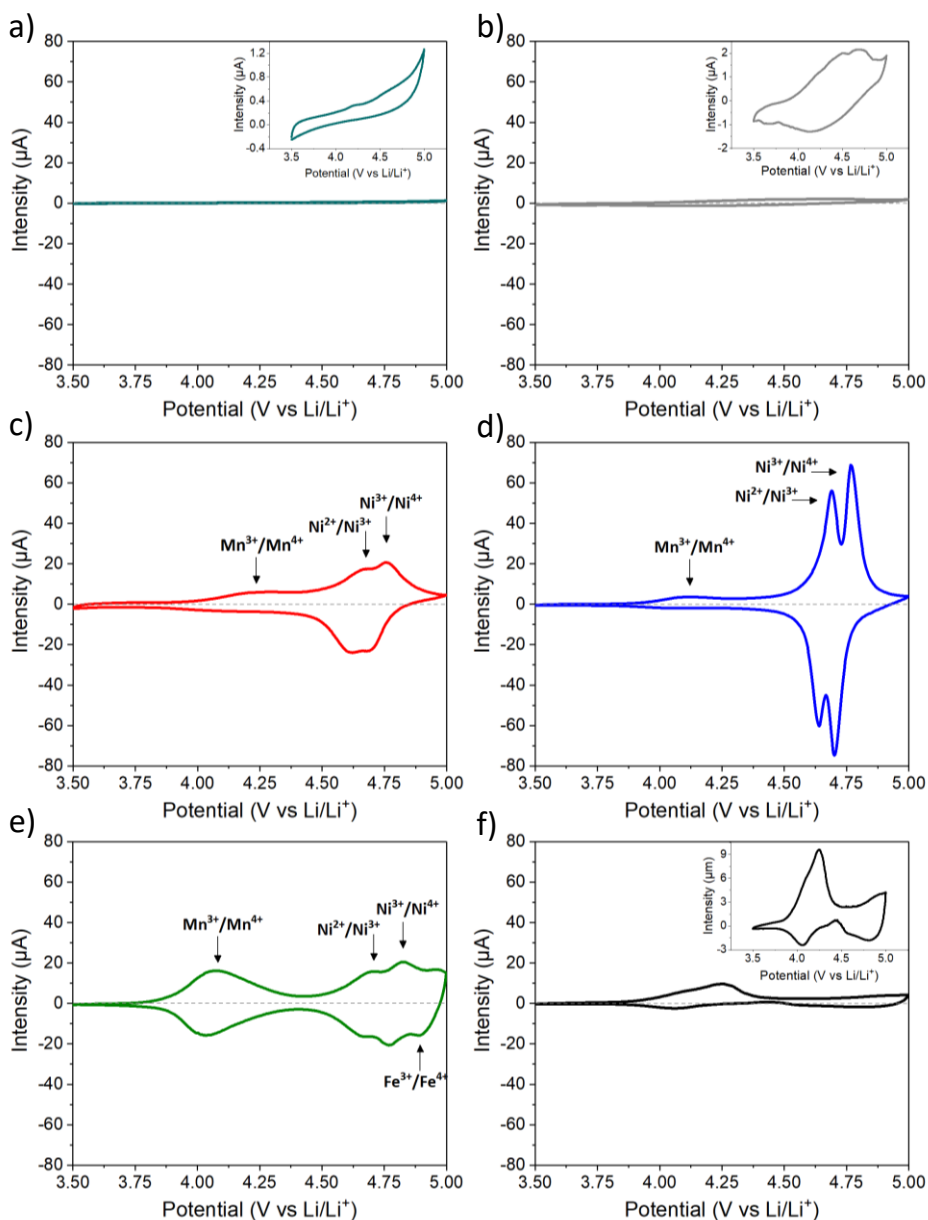 a)
80
60
40
20
0
-20
-40
-60
-80
Intensity (µA)
3.50 3.75 4.00 4.25 4.50 4.75 5.00
Potential (V vs Li/Li⁺)
1.2
0.8
0.4
0.0
-0.4
Intensity (µA)
3.5 4.0 4.5 5.0
Potential (V vs Li/Li⁺)
b)
80
60
40
20
0
-20
-40
-60
-80
Intensity (µA)
3.50 3.75 4.00 4.25 4.50 4.75 5.00
Potential (V vs Li/Li⁺)
2
1
0
-1
-2
Intensity (µA)
3.5 4.0 4.5 5.0
Potential (V vs Li/Li⁺)
c)
80
60
40
20
0
-20
-40
-60
-80
Intensity (µA)
Ni³⁺/Ni⁴⁺
Ni²⁺/Ni³⁺
Mn³⁺/Mn⁴⁺
3.50 3.75 4.00 4.25 4.50 4.75 5.00
Potential (V vs Li/Li⁺)
d)
80
60
40
20
0
-20
-40
-60
-80
Intensity (µA)
Ni³⁺/Ni⁴⁺
Ni²⁺/Ni³⁺
Mn³⁺/Mn⁴⁺
3.50 3.75 4.00 4.25 4.50 4.75 5.00
Potential (V vs Li/Li⁺)
e)
80
60
40
20
0
-20
-40
-60
-80
Intensity (µA)
Ni³⁺/Ni⁴⁺
Mn³⁺/Mn⁴⁺
Ni²⁺/Ni³⁺
Fe³⁺/Fe⁴⁺
3.50 3.75 4.00 4.25 4.50 4.75 5.00
Potential (V vs Li/Li⁺)
f)
80
60
40
20
0
-20
-40
-60
-80
Intensity (µA)
3.50 3.75 4.00 4.25 4.50 4.75 5.00
Potential (V vs Li/Li⁺)
9
6
3
0
-3
Intensity (µm)
3.5 4.0 4.5 5.0
Potential (V vs Li/Li⁺)